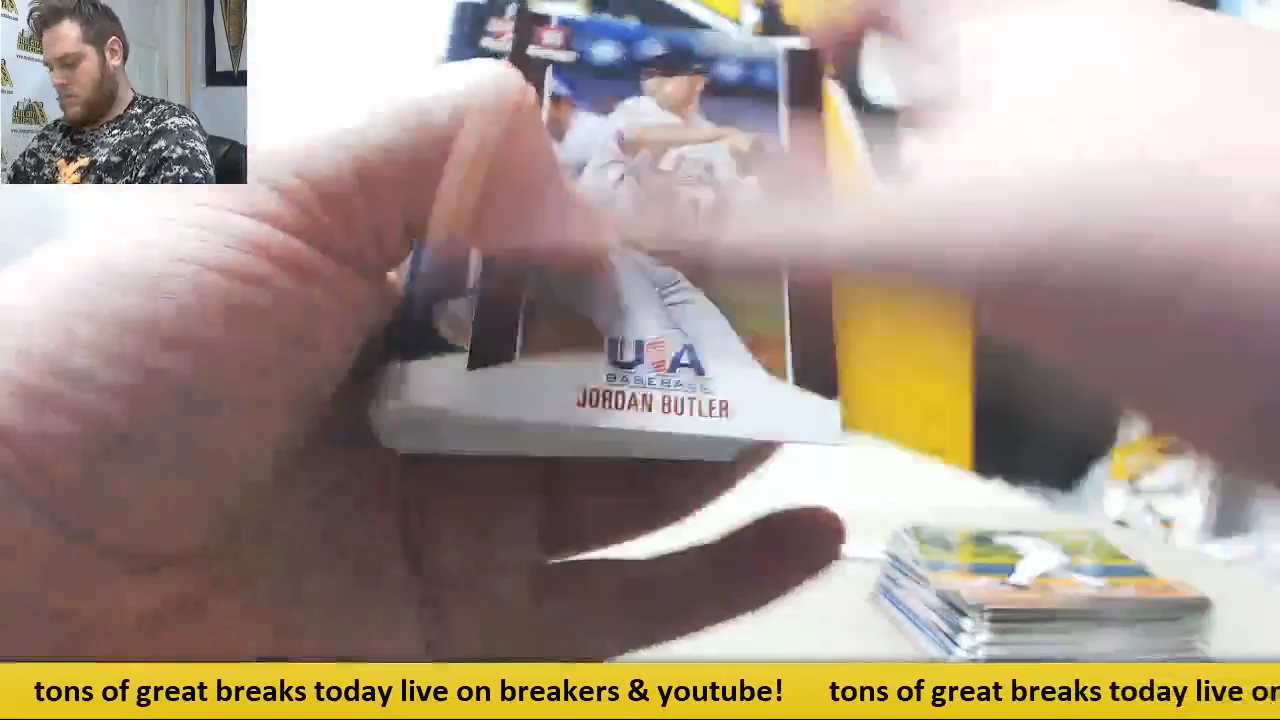 USA
BASEBALL
JORDAN BUTLER
tons of great breaks today live on breakers & youtube! tons of great breaks today live on